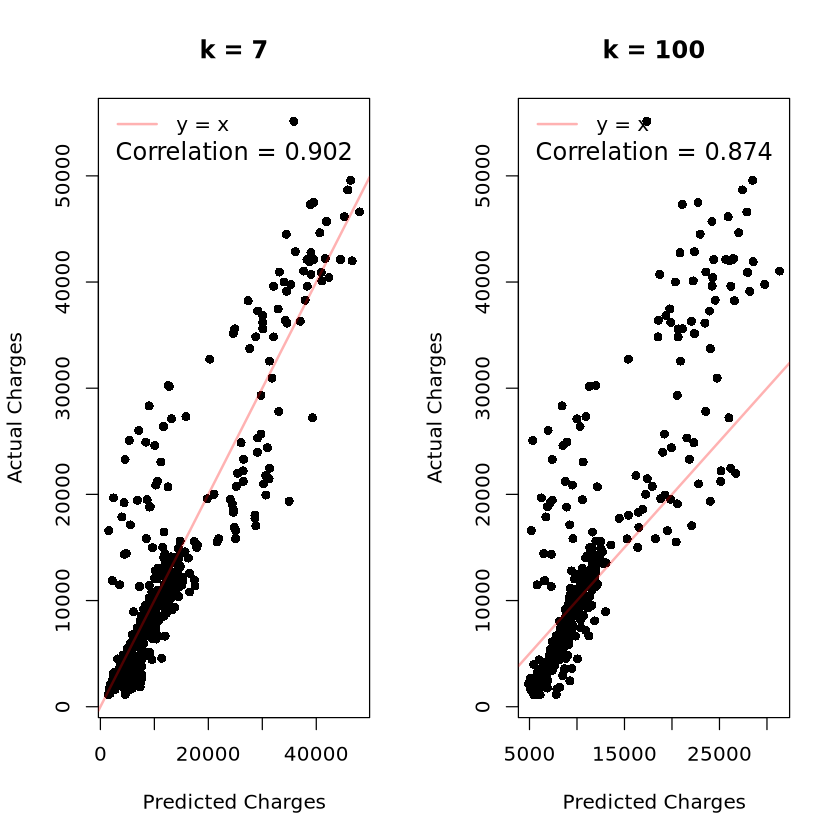 k = 7
y = x
Correlation = 0.902
Actual Charges
0
10000
20000
30000
40000
50000
0
20000
40000
Predicted Charges
k = 100
y = x
Correlation = 0.874
Actual Charges
0
10000
20000
30000
40000
50000
5000
15000
25000
Predicted Charges